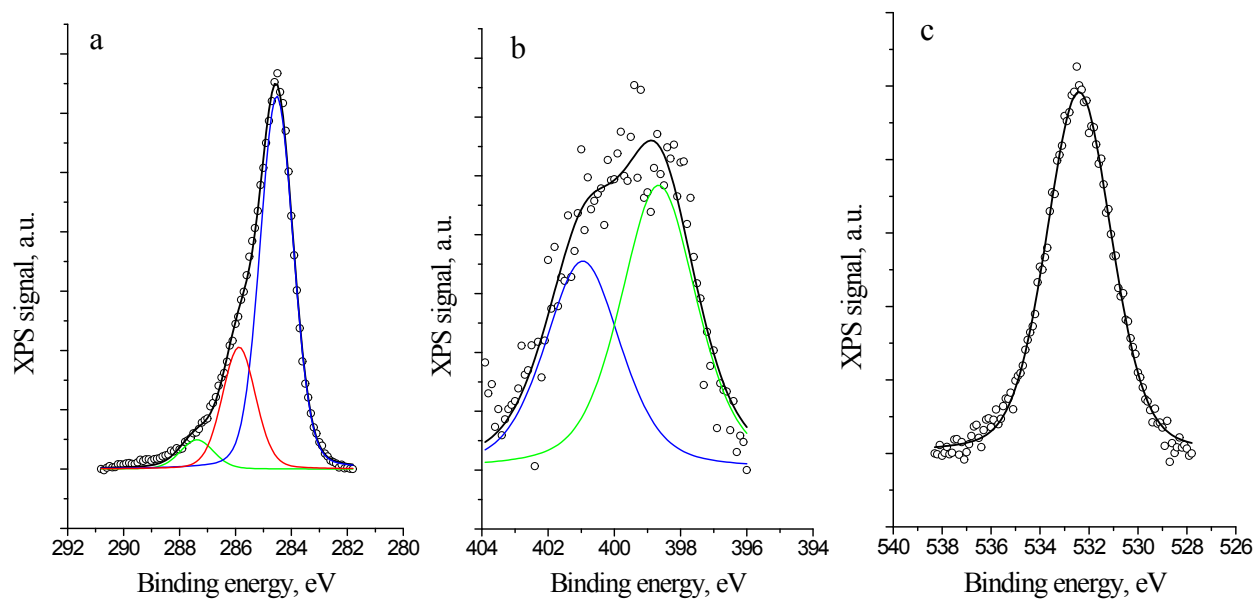 a
XPS signal, a.u.
292 290 288 286 284 282 280
Binding energy, eV
b
XPS signal, a.u.
404 402 400 398 396 394
Binding energy, eV
c
XPS signal, a.u.
540 538 536 534 532 530 528 526
Binding energy, eV